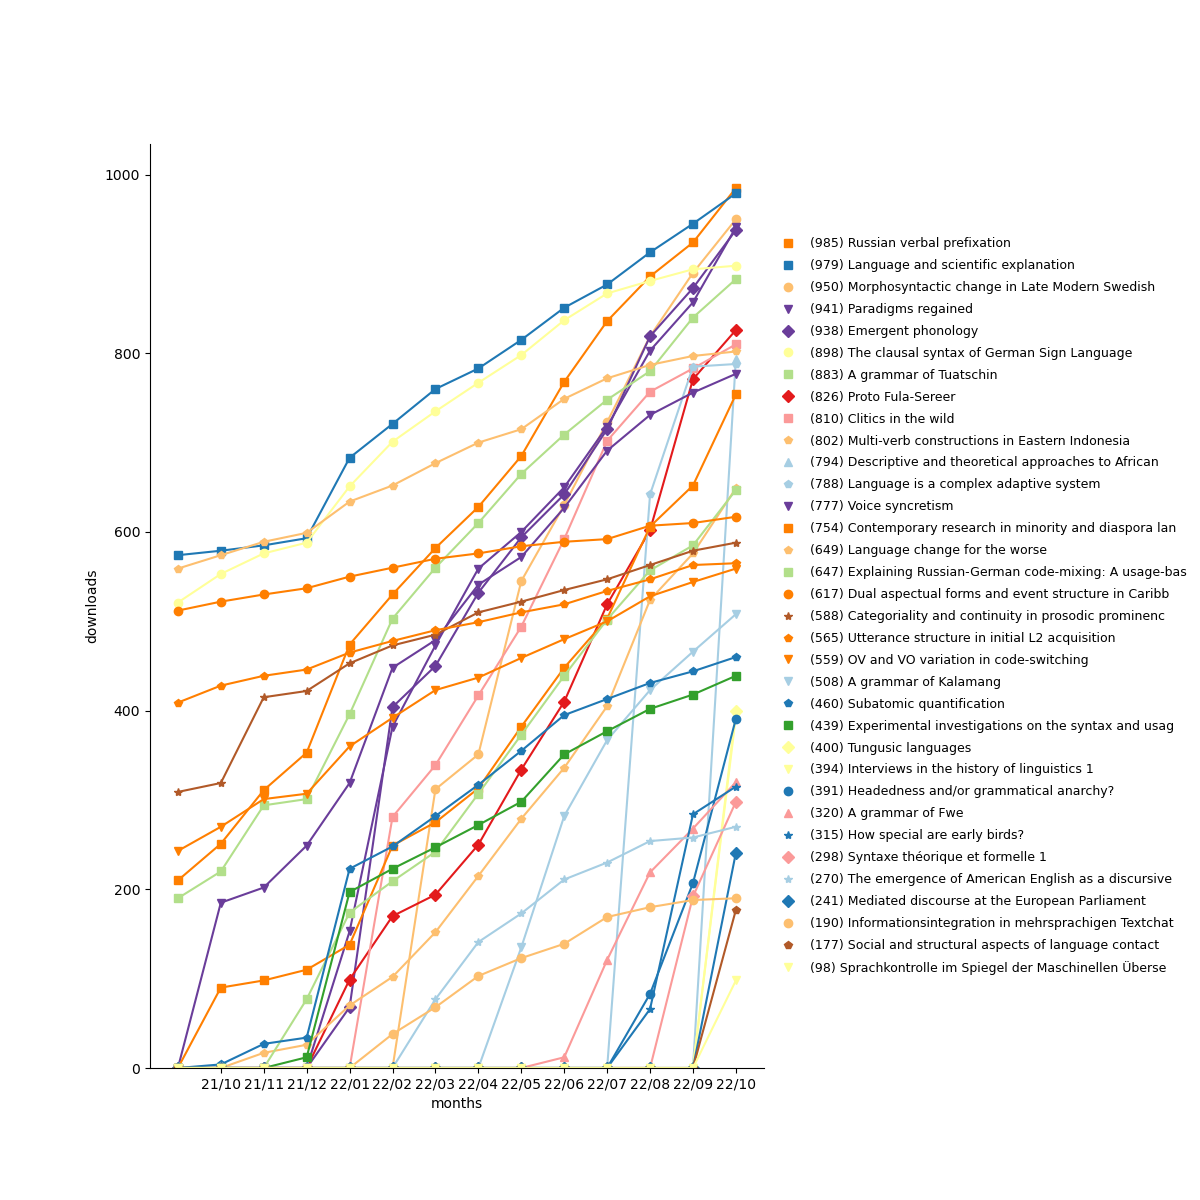 1000
800
600
400
200
0
downloads
21/10 21/11 21/12 22/01 22/02 22/03 22/04 22/05 22/06 22/07 22/08 22/09 22/10
months
(985) Russian verbal prefixation
(979) Language and scientific explanation
(950) Morphosyntactic change in Late Modern Swedish
(941) Paradigms regained
(938) Emergent phonology
(898) The clausal syntax of German Sign Language
(883) A grammar of Tuatschin
(826) Proto Fula-Sereer
(810) Clitics in the wild
(802) Multi-verb constructions in Eastern Indonesia
(794) Descriptive and theoretical approaches to African
(788) Language is a complex adaptive system
(777) Voice syncretism
(754) Contemporary research in minority and diaspora lan
(649) Language change for the worse
(647) Explaining Russian-German code-mixing: A usage-bas
(617) Dual aspectual forms and event structure in Caribb
(588) Categoriality and continuity in prosodic prominenc
(565) Utterance structure in initial L2 acquisition
(559) OV and VO variation in code-switching
(508) A grammar of Kalamang
(460) Subatomic quantification
(439) Experimental investigations on the syntax and usag
(400) Tungusic languages
(394) Interviews in the history of linguistics 1
(391) Headedness and/or grammatical anarchy?
(320) A grammar of Fwe
(315) How special are early birds?
(298) Syntaxe théorique et formelle 1
(270) The emergence of American English as a discursive
(241) Mediated discourse at the European Parliament
(190) Informationsintegration in mehrsprachigen Textchat
(177) Social and structural aspects of language contact
(98) Sprachkontrolle im Spiegel der Maschinellen Überse